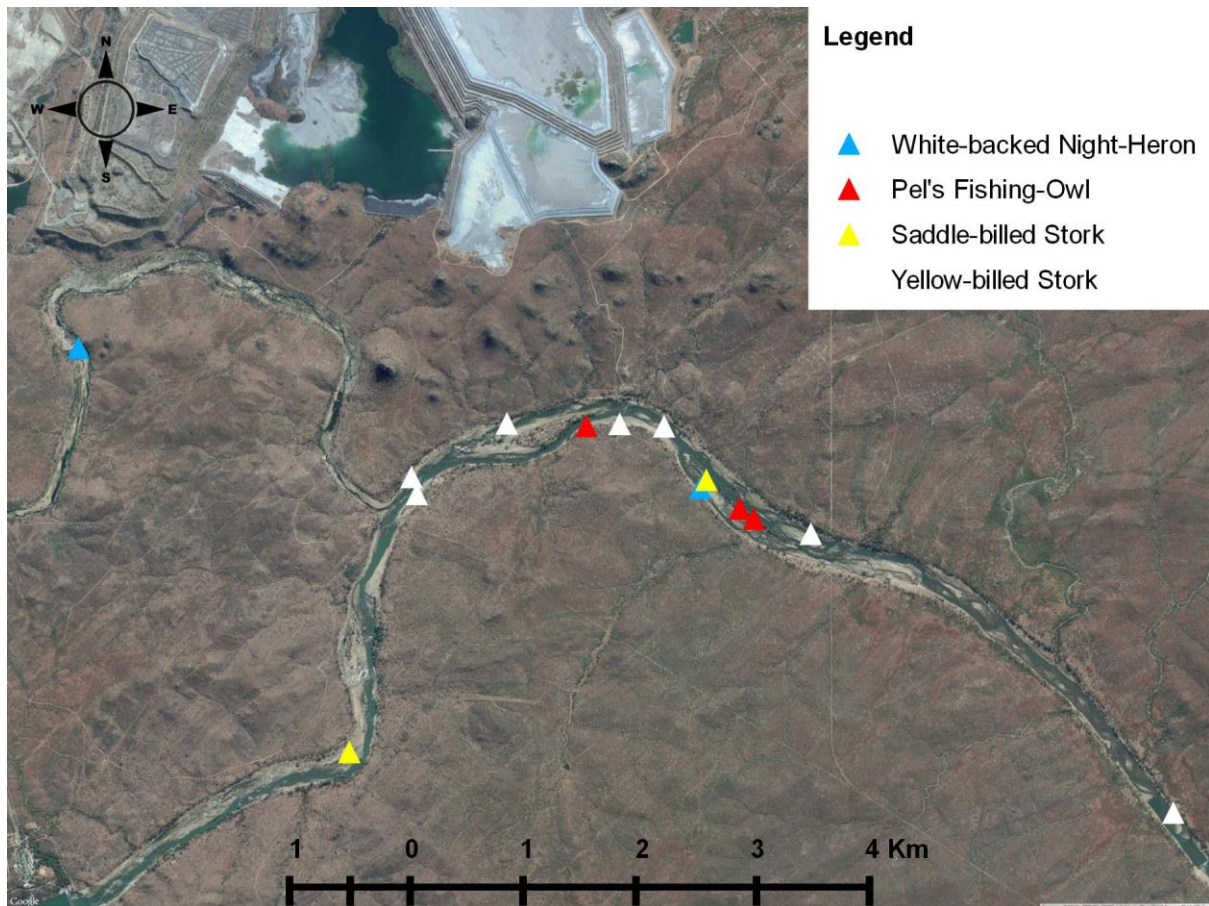 N
W E
S
Legend
White-backed Night-Heron
Pel's Fishing-Owl
Saddle-billed Stork
Yellow-billed Stork
1 0 1 2 3 4 Km
Google